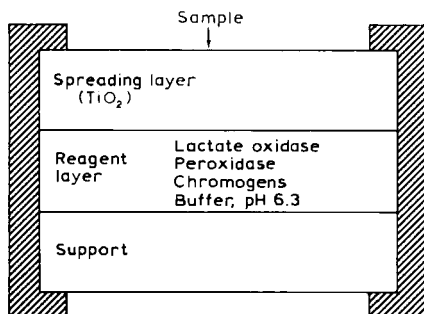 Sample
Spreading layer
(TiO₂)
Reagent layer
Lactate oxidase
Peroxidase
Chromogens
Buffer, pH 6.3
Support